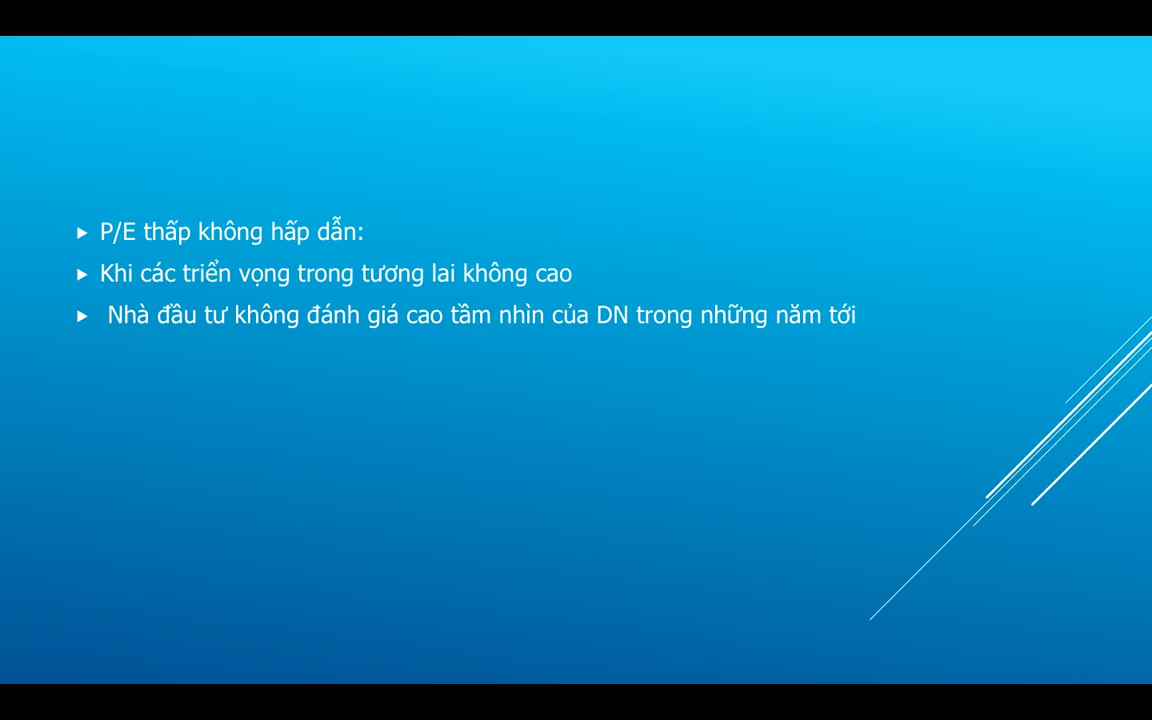 P/E thấp không hấp dẫn:
Khi các triển vọng trong tương lai không cao
Nhà đầu tư không đánh giá cao tầm nhìn của DN trong những năm tới